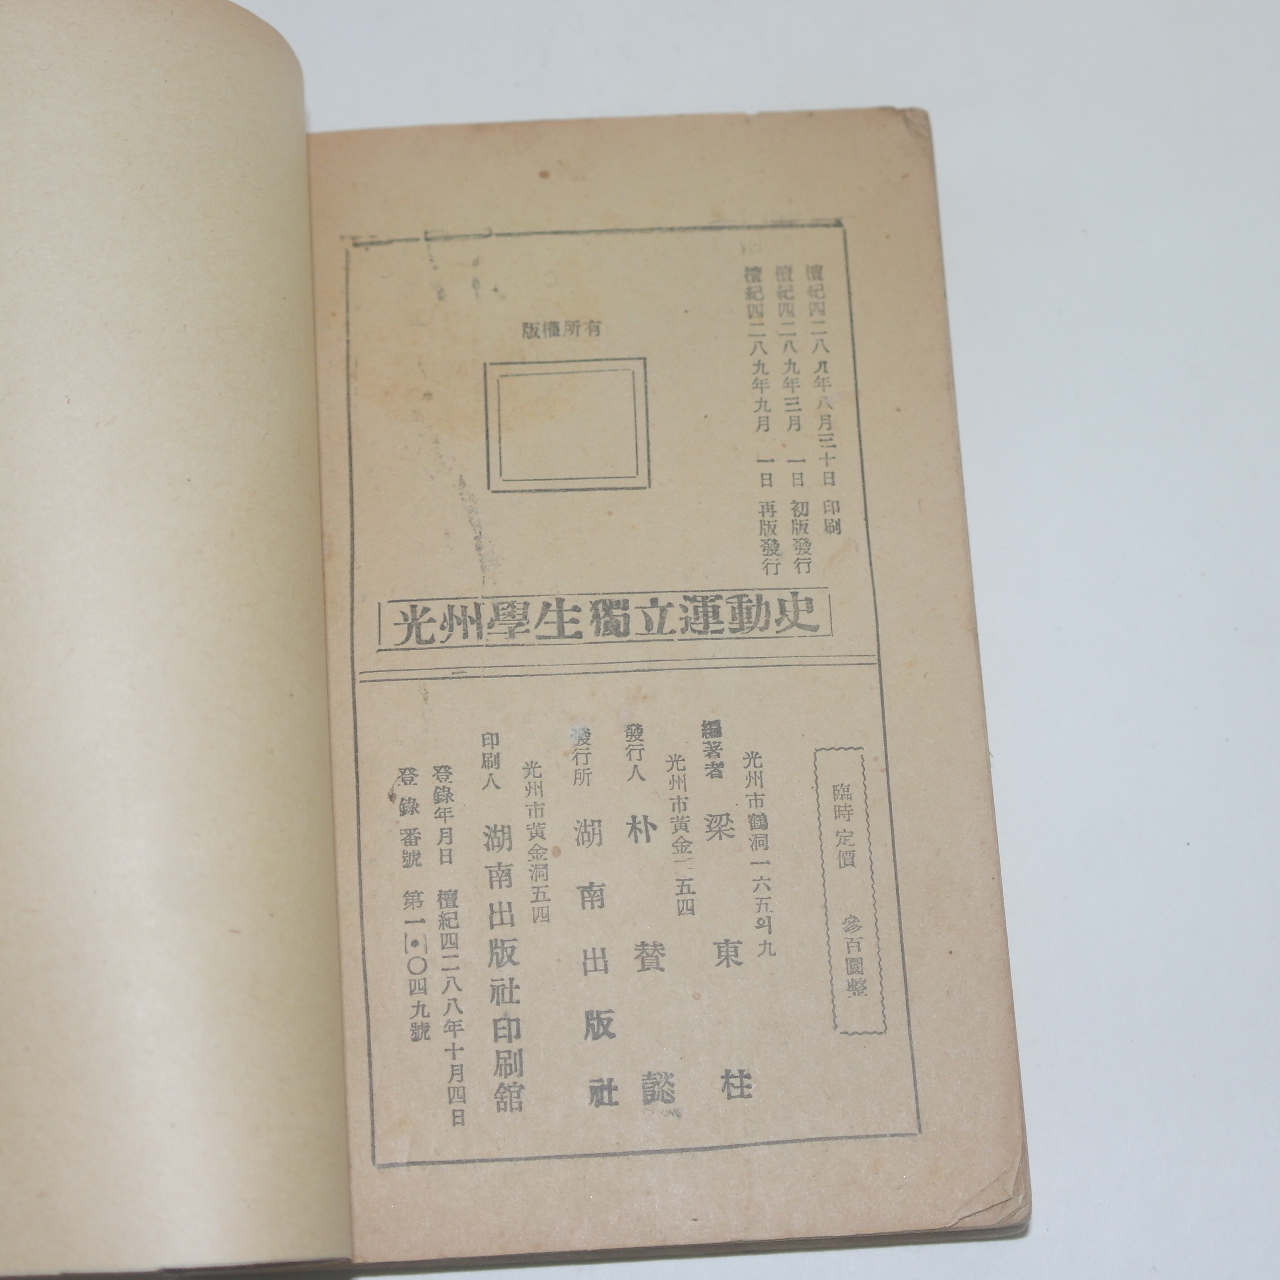 檀紀四二八八年八月三十日 印刷
檀紀四二八九年三月 一日 初版發行
檀紀四二八九年九月 一日 再版發行
版權所有
光州學生獨立運動史
臨時定價 參百圜整
光州市鶴洞一六五의九
編著者 梁東柱
光州市黃金 五四
發行人 朴贊
發行所 湖南出版社
光州市黃金洞五四
印刷人 湖南出版社印刷舘
登錄年月日 檀紀四二八八年十月四日
登錄番號 第一〇四九號